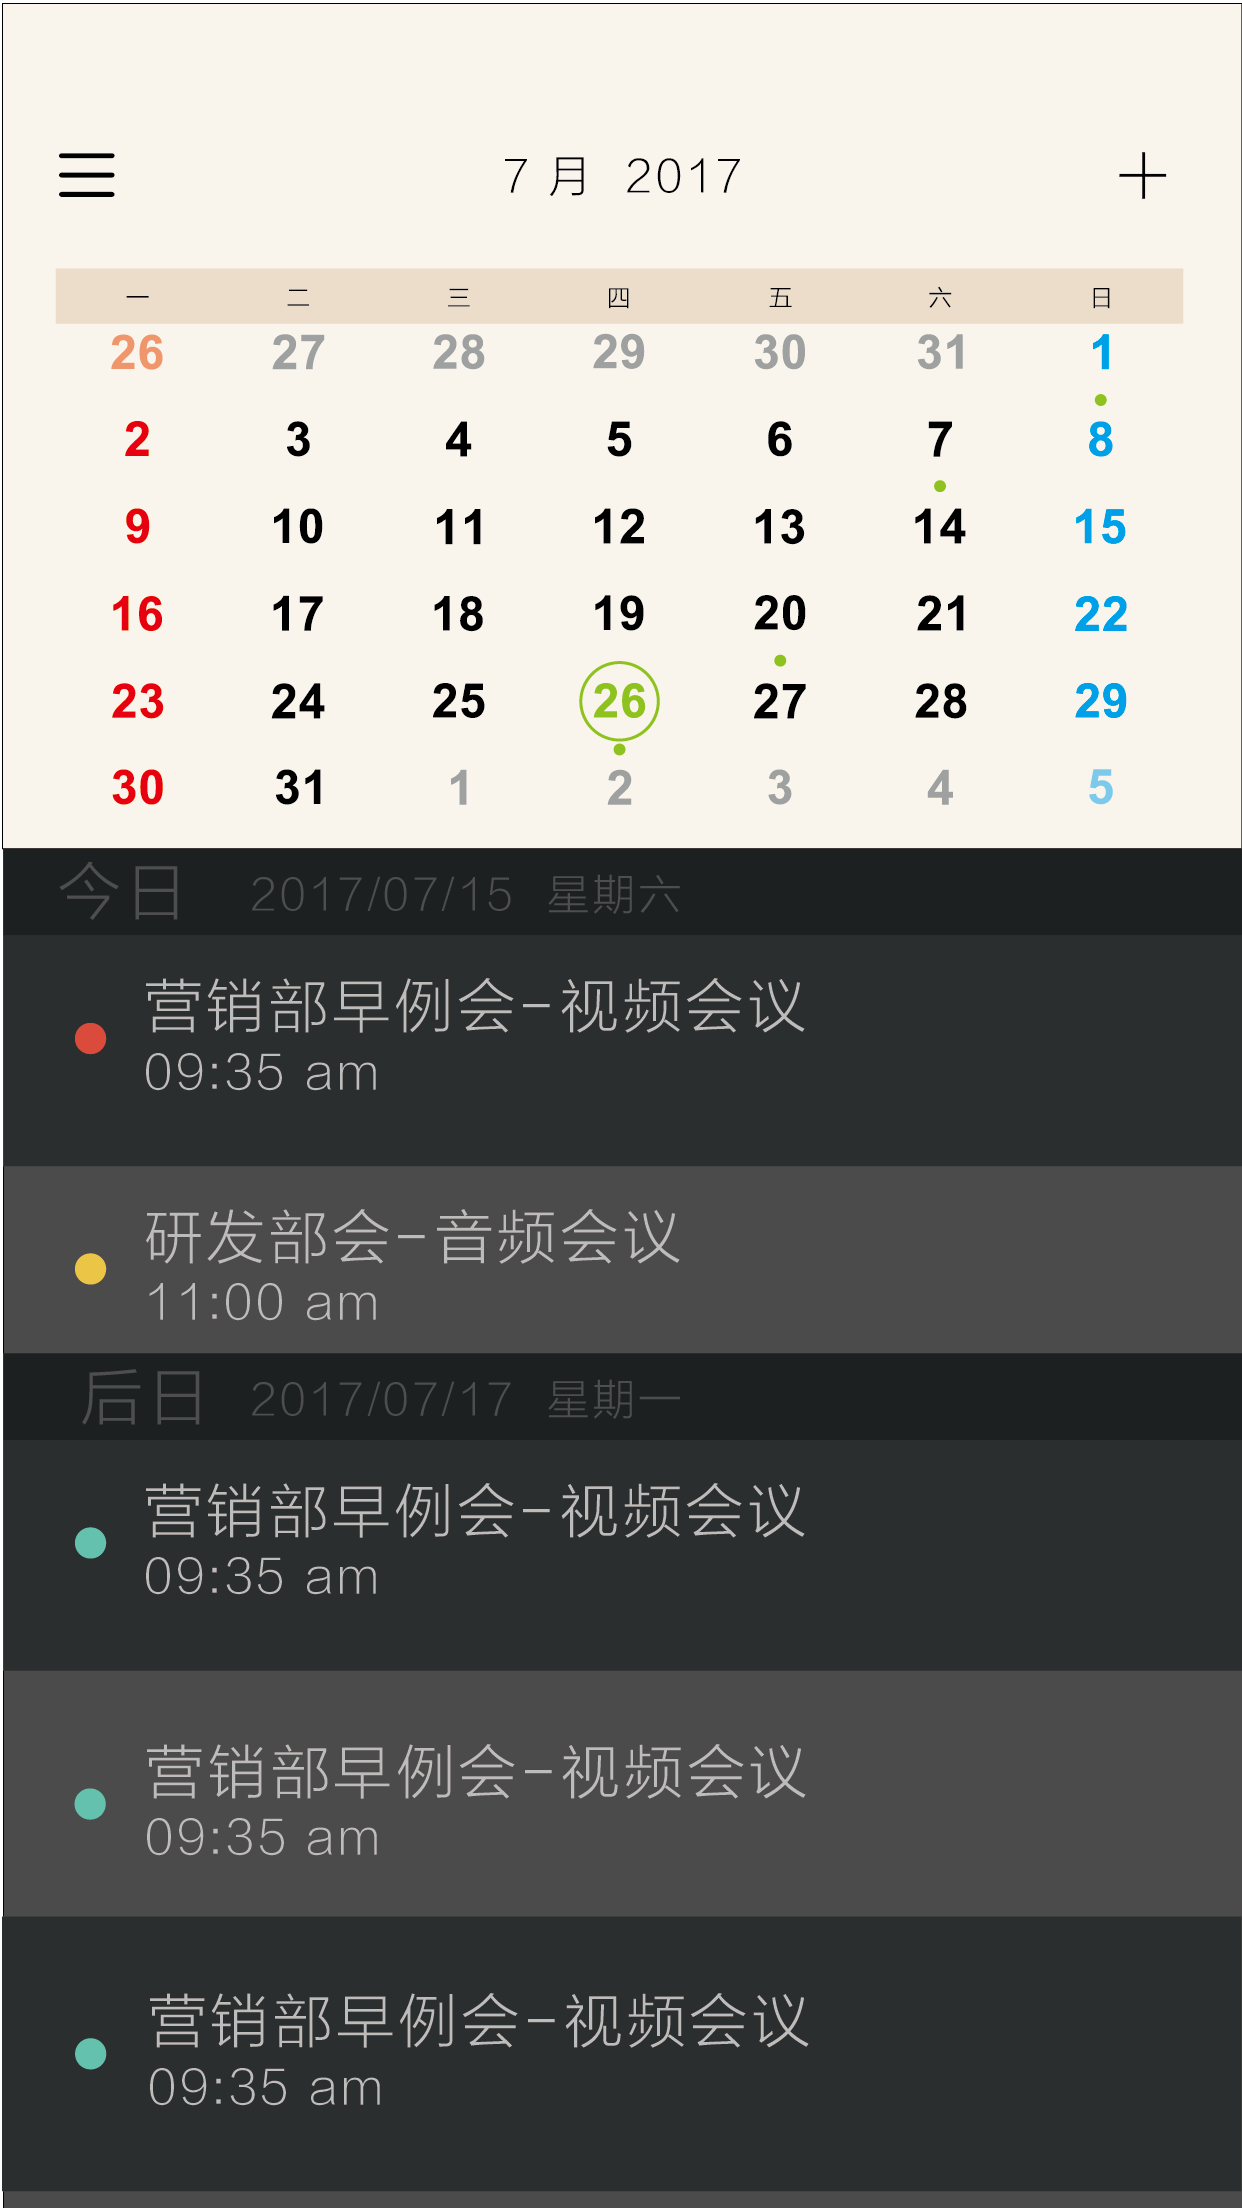 7 月 2017
一 二 三 四 五 六 日
26 27 28 29 30 31 1
2 3 4 5 6 7 8
9 10 11 12 13 14 15
16 17 18 19 20 21 22
23 24 25 26 27 28 29
30 31 1 2 3 4 5
今日 2017/07/15 星期六
营销部早例会-视频会议
09:35 am
研发部会-音频会议
11:00 am
后日 2017/07/17 星期一
营销部早例会-视频会议
09:35 am
营销部早例会-视频会议
09:35 am
营销部早例会-视频会议
09:35 am